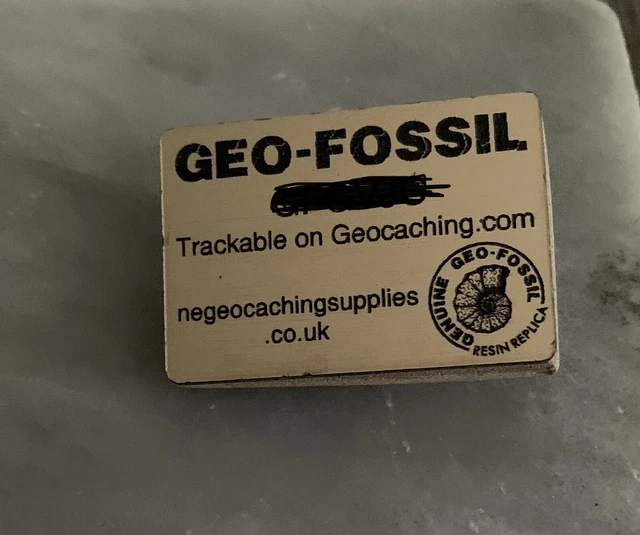 GEO-FOSSIL
Trackable on Geocaching.com
negeocachingsupplies
.co.uk
GENUINE GEO-FOSSIL
RESIN REPLICA